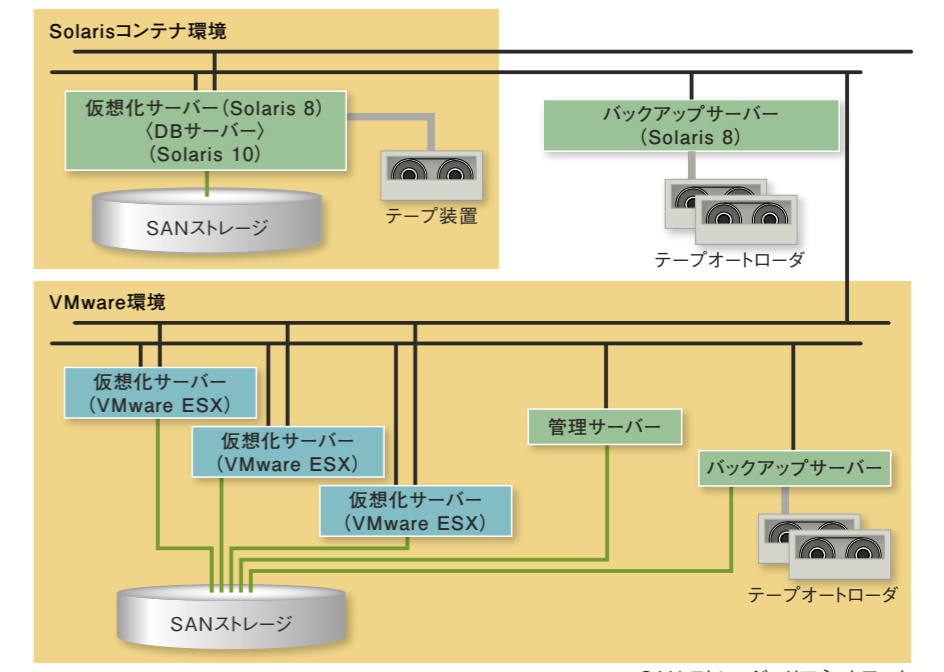 Solarisコンテナ環境
仮想化サーバー(Solaris 8)
〈DBサーバー〉
(Solaris 10)
SANストレージ
テープ装置
バックアップサーバー
(Solaris 8)
テープオートローダ
VMware環境
仮想化サーバー
(VMware ESX)
仮想化サーバー
(VMware ESX)
仮想化サーバー
(VMware ESX)
管理サーバー
バックアップサーバー
テープオートローダ
SANストレージ